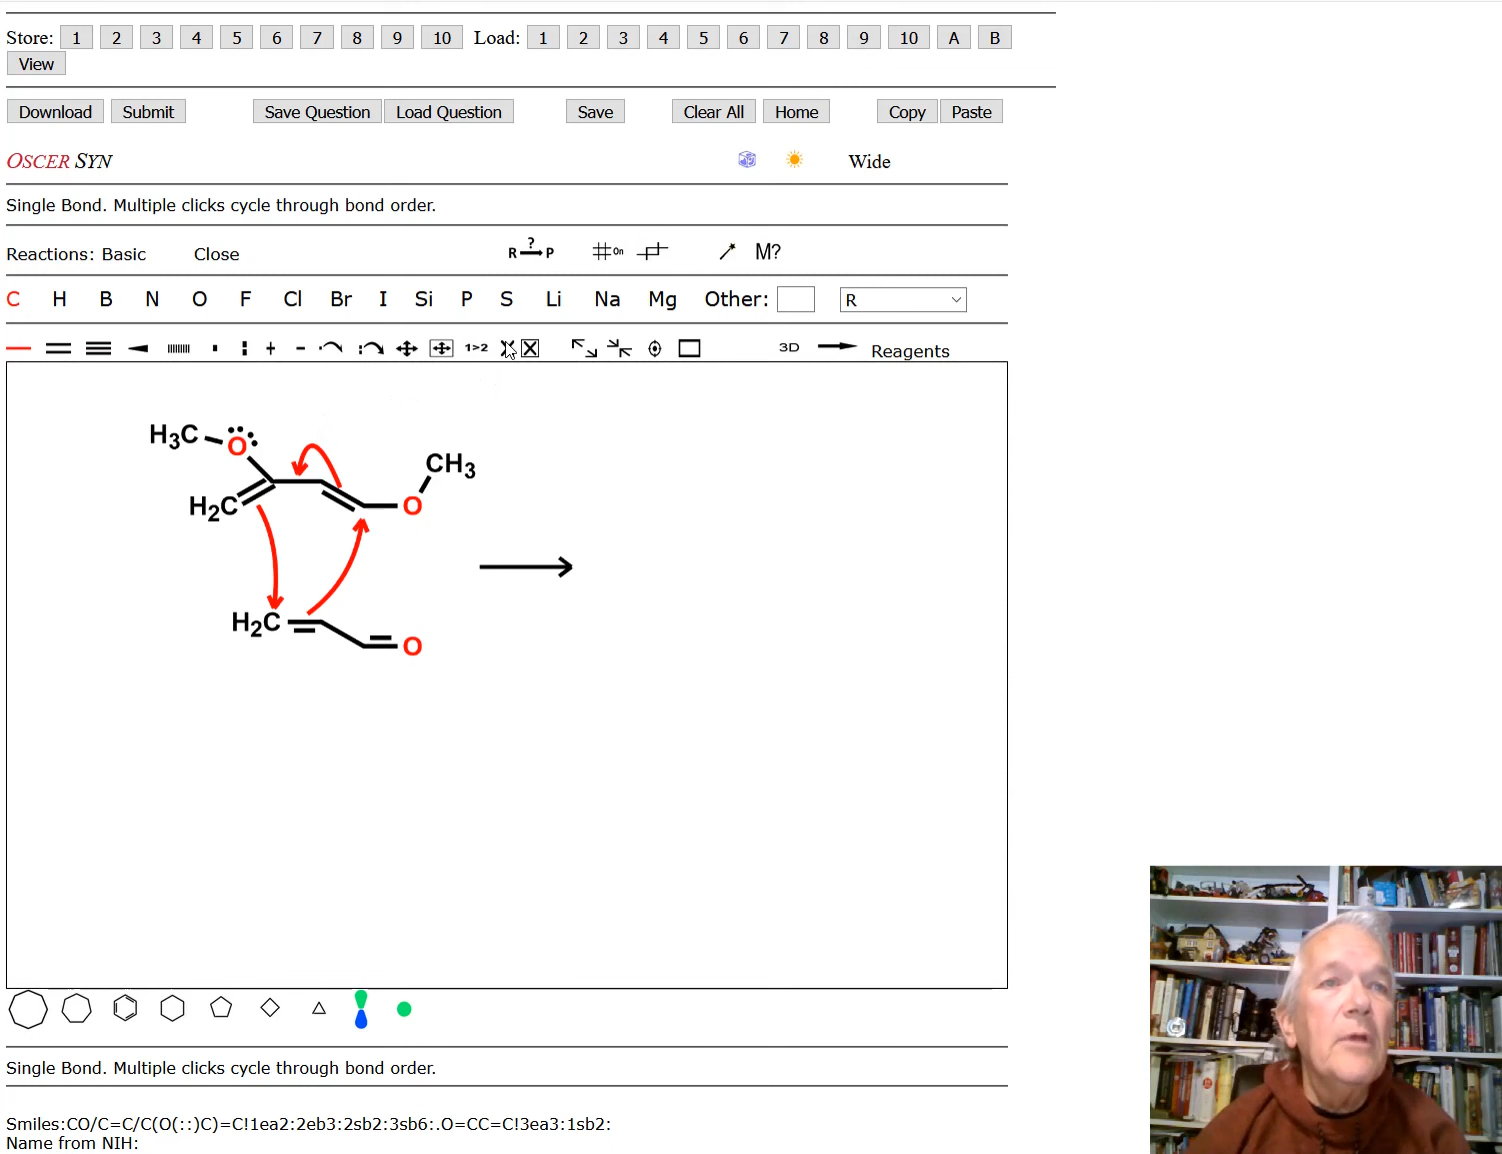 Store: 1 2 3 4 5 6 7 8 9 10 Load: 1 2 3 4 5 6 7 8 9 10 A B
View
Download Submit Save Question Load Question Save Clear All Home Copy Paste
OSCER SYN Wide
Single Bond. Multiple clicks cycle through bond order.
Reactions: Basic Close R ? P On M?
C H B N O F Cl Br I Si P S Li Na Mg Other: R
1>2 3D Reagents
H3C O
CH3
H2C O
H2C O
Single Bond. Multiple clicks cycle through bond order.
Smiles:CO/C=C/C(O(::)C)=C!1ea2:2eb3:2sb2:3sb6:.O=CC=C!3ea3:1sb2:
Name from NIH: